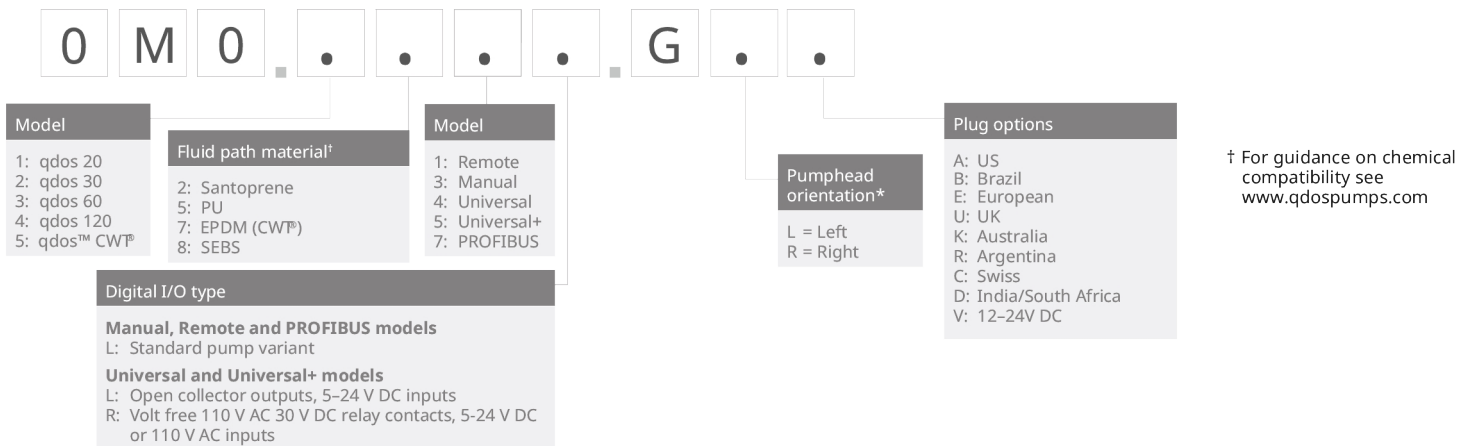 0 M 0 . . . . . . G . .
Model
1: qdos 20
2: qdos 30
3: qdos 60
4: qdos 120
5: qdos™ CWT®
Fluid path material†
2: Santoprene
5: PU
7: EPDM (CWT®)
8: SEBS
Model
1: Remote
3: Manual
4: Universal
5: Universal+
7: PROFIBUS
Digital I/O type
Manual, Remote and PROFIBUS models
L: Standard pump variant
Universal and Universal+ models
L: Open collector outputs, 5–24 V DC inputs
R: Volt free 110 V AC 30 V DC relay contacts, 5-24 V DC
or 110 V AC inputs
Pumphead
orientation*
L = Left
R = Right
Plug options
A: US
B: Brazil
E: European
U: UK
K: Australia
R: Argentina
C: Swiss
D: India/South Africa
V: 12–24V DC
† For guidance on chemical
compatibility see
www.qdospumps.com